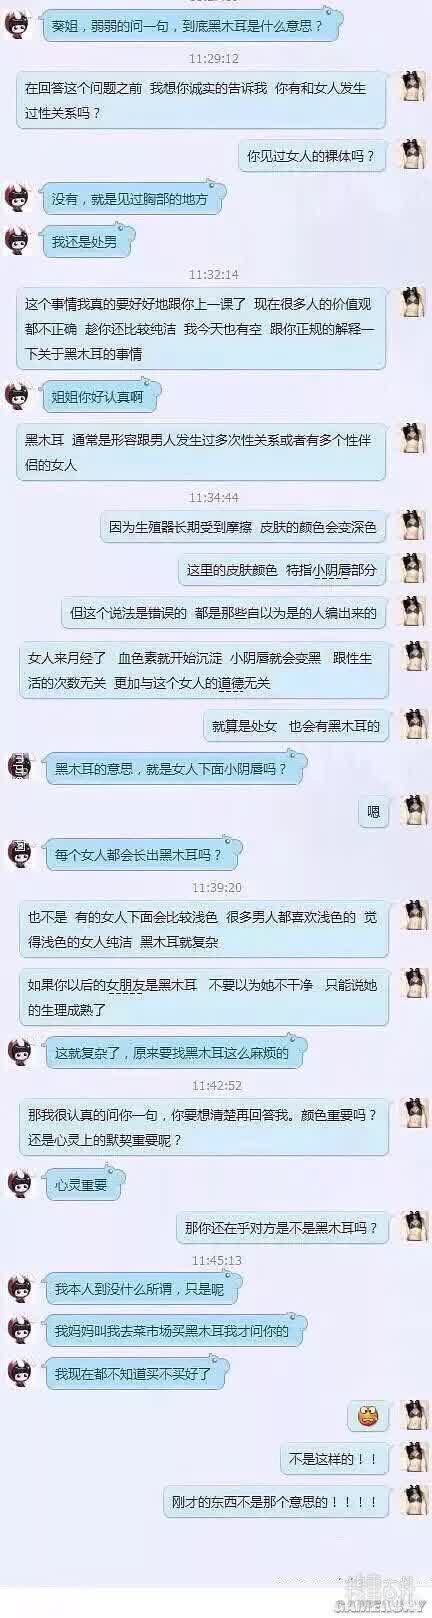 葵姐，弱弱的问一句，到底黑木耳是什么意思？
11:29:12
在回答这个问题之前 我想你诚实的告诉我 你有和女人发生
过性关系吗？
你见过女人的裸体吗？
没有，就是见过胸部的地方
我还是处男
11:32:14
这个事情我真的要好好地跟你上一课了 现在很多人的价值观
都不正确 趁你还比较纯洁 我今天也有空 跟你正规的解释一
下关于黑木耳的事情
姐姐你好认真啊
黑木耳 通常是形容跟男人发生过多次性关系或者有多个性伴
侣的女人
11:34:44
因为生殖器长期受到摩擦 皮肤的颜色会变深色
这里的皮肤颜色 特指小阴唇部分
但这个说法是错误的 都是那些自以为是的人编出来的
女人来月经了 血色素就开始沉淀 小阴唇就会变黑 跟性生
活的次数无关 更加与这个女人的道德无关
就算是处女 也会有黑木耳的
黑木耳的意思，就是女人下面小阴唇吗？
嗯
每个女人都会长出黑木耳吗？
11:39:20
也不是 有的女人下面会比较浅色 很多男人都喜欢浅色的 觉
得浅色的女人纯洁 黑木耳就复杂
如果你以后的女朋友是黑木耳 不要以为她不干净 只能说她
的生理成熟了
这就复杂了，原来要找黑木耳这么麻烦的
11:42:52
那我很认真的问你一句，你要想清楚再回答我。颜色重要吗？
还是心灵上的默契重要呢？
心灵重要
那你还在乎对方是不是黑木耳吗？
11:45:13
我本人到没什么所谓，只是呢
我妈妈叫我去菜市场买黑木耳我才问你的
我现在都不知道买不买好了
不是这样的！！
刚才的东西不是那个意思的！！！！
GAMERSKY